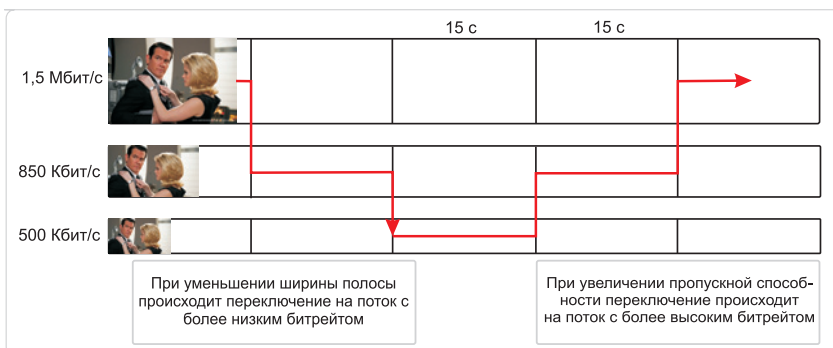 15 с 15 с
1,5 Мбит/с
850 Кбит/с
500 Кбит/с
При уменьшении ширины полосы
происходит переключение на поток с
более низким битрейтом
При увеличении пропускной способ-
ности переключение происходит
на поток с более высоким битрейтом